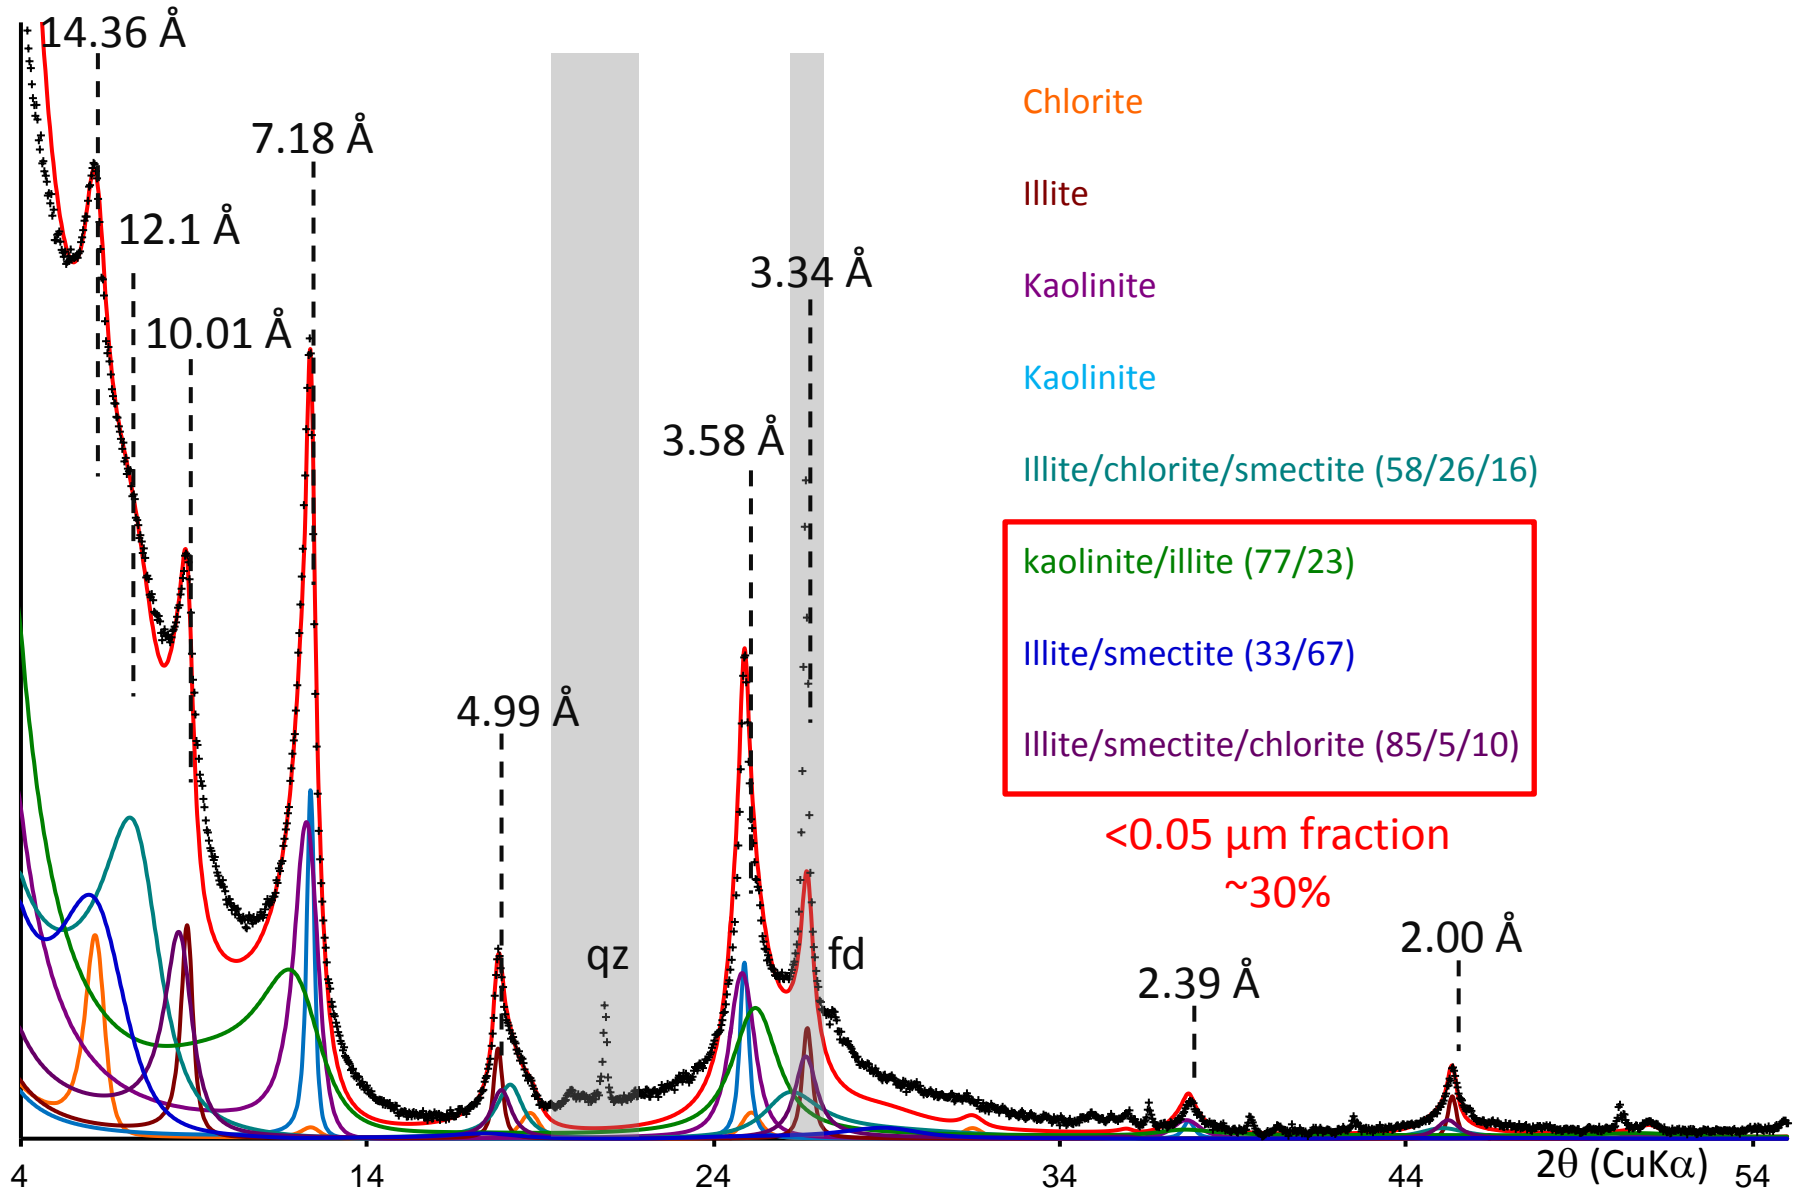 14.36 Å
7.18 Å
12.1 Å
10.01 Å
3.34 Å
3.58 Å
4.99 Å
qz
fd
2.39 Å
2.00 Å
Chlorite
Illite
Kaolinite
Kaolinite
Illite/chlorite/smectite (58/26/16)
kaolinite/illite (77/23)
Illite/smectite (33/67)
Illite/smectite/chlorite (85/5/10)
<0.05 µm fraction
~30%
4 14 24 34 44 54
2θ (CuKα)